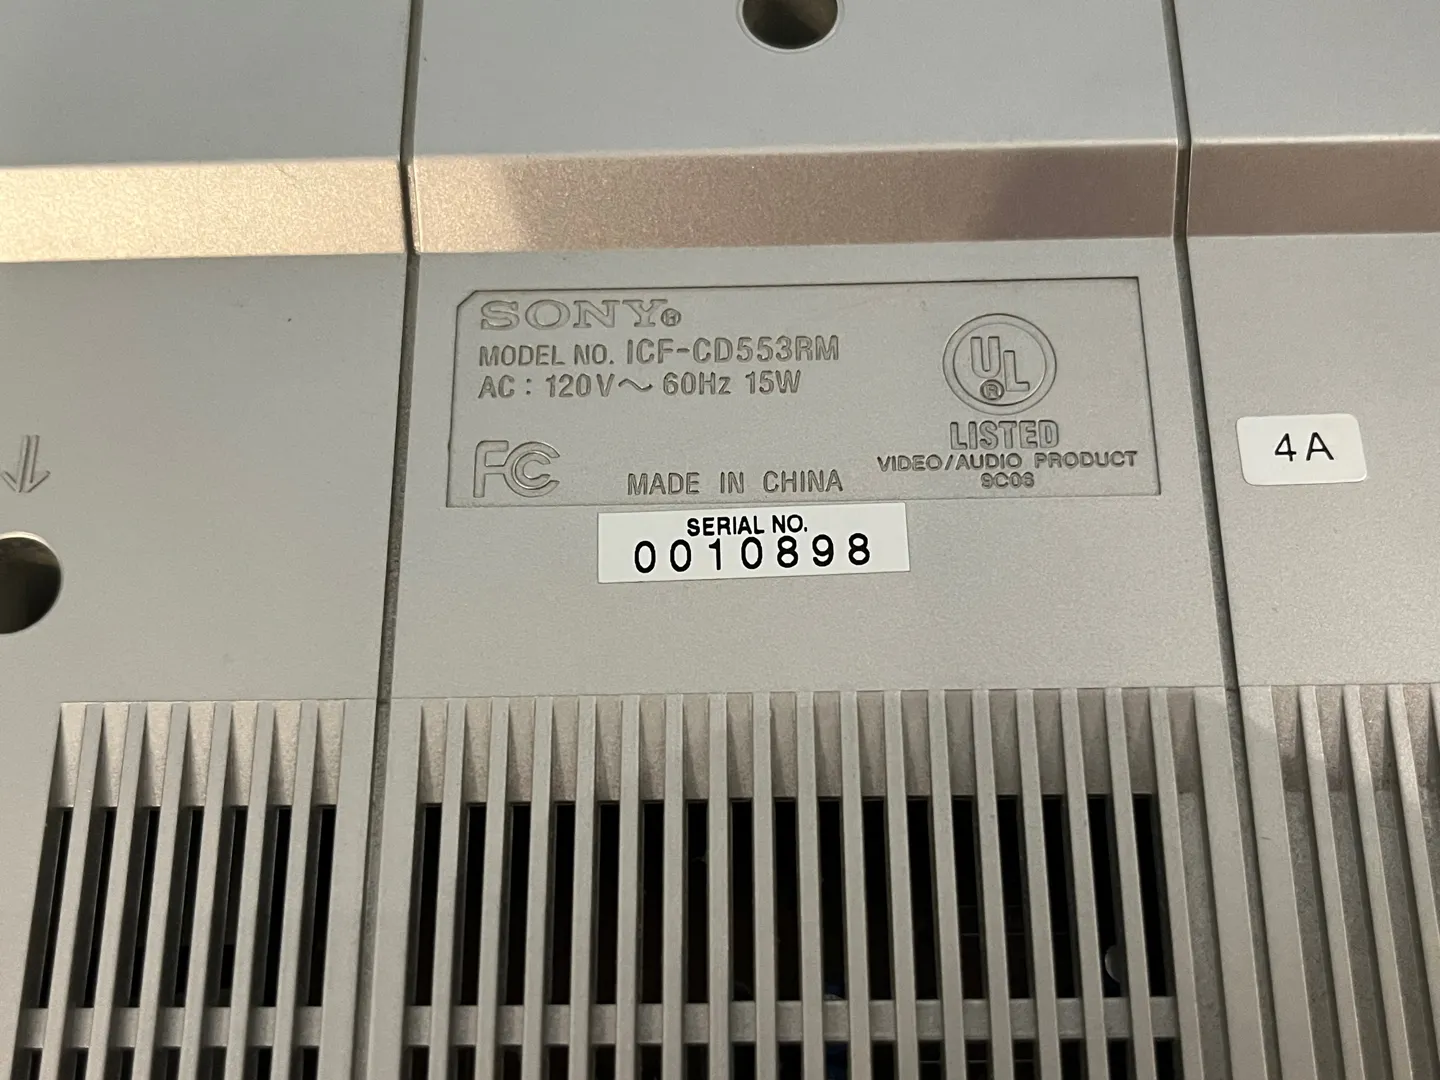 SONY®
MODEL NO. ICF-CD553RM
AC : 120V～ 60Hz 15W
FC
MADE IN CHINA
UL®
LISTED
VIDEO/AUDIO PRODUCT
9C06
4A
SERIAL NO.
0010898